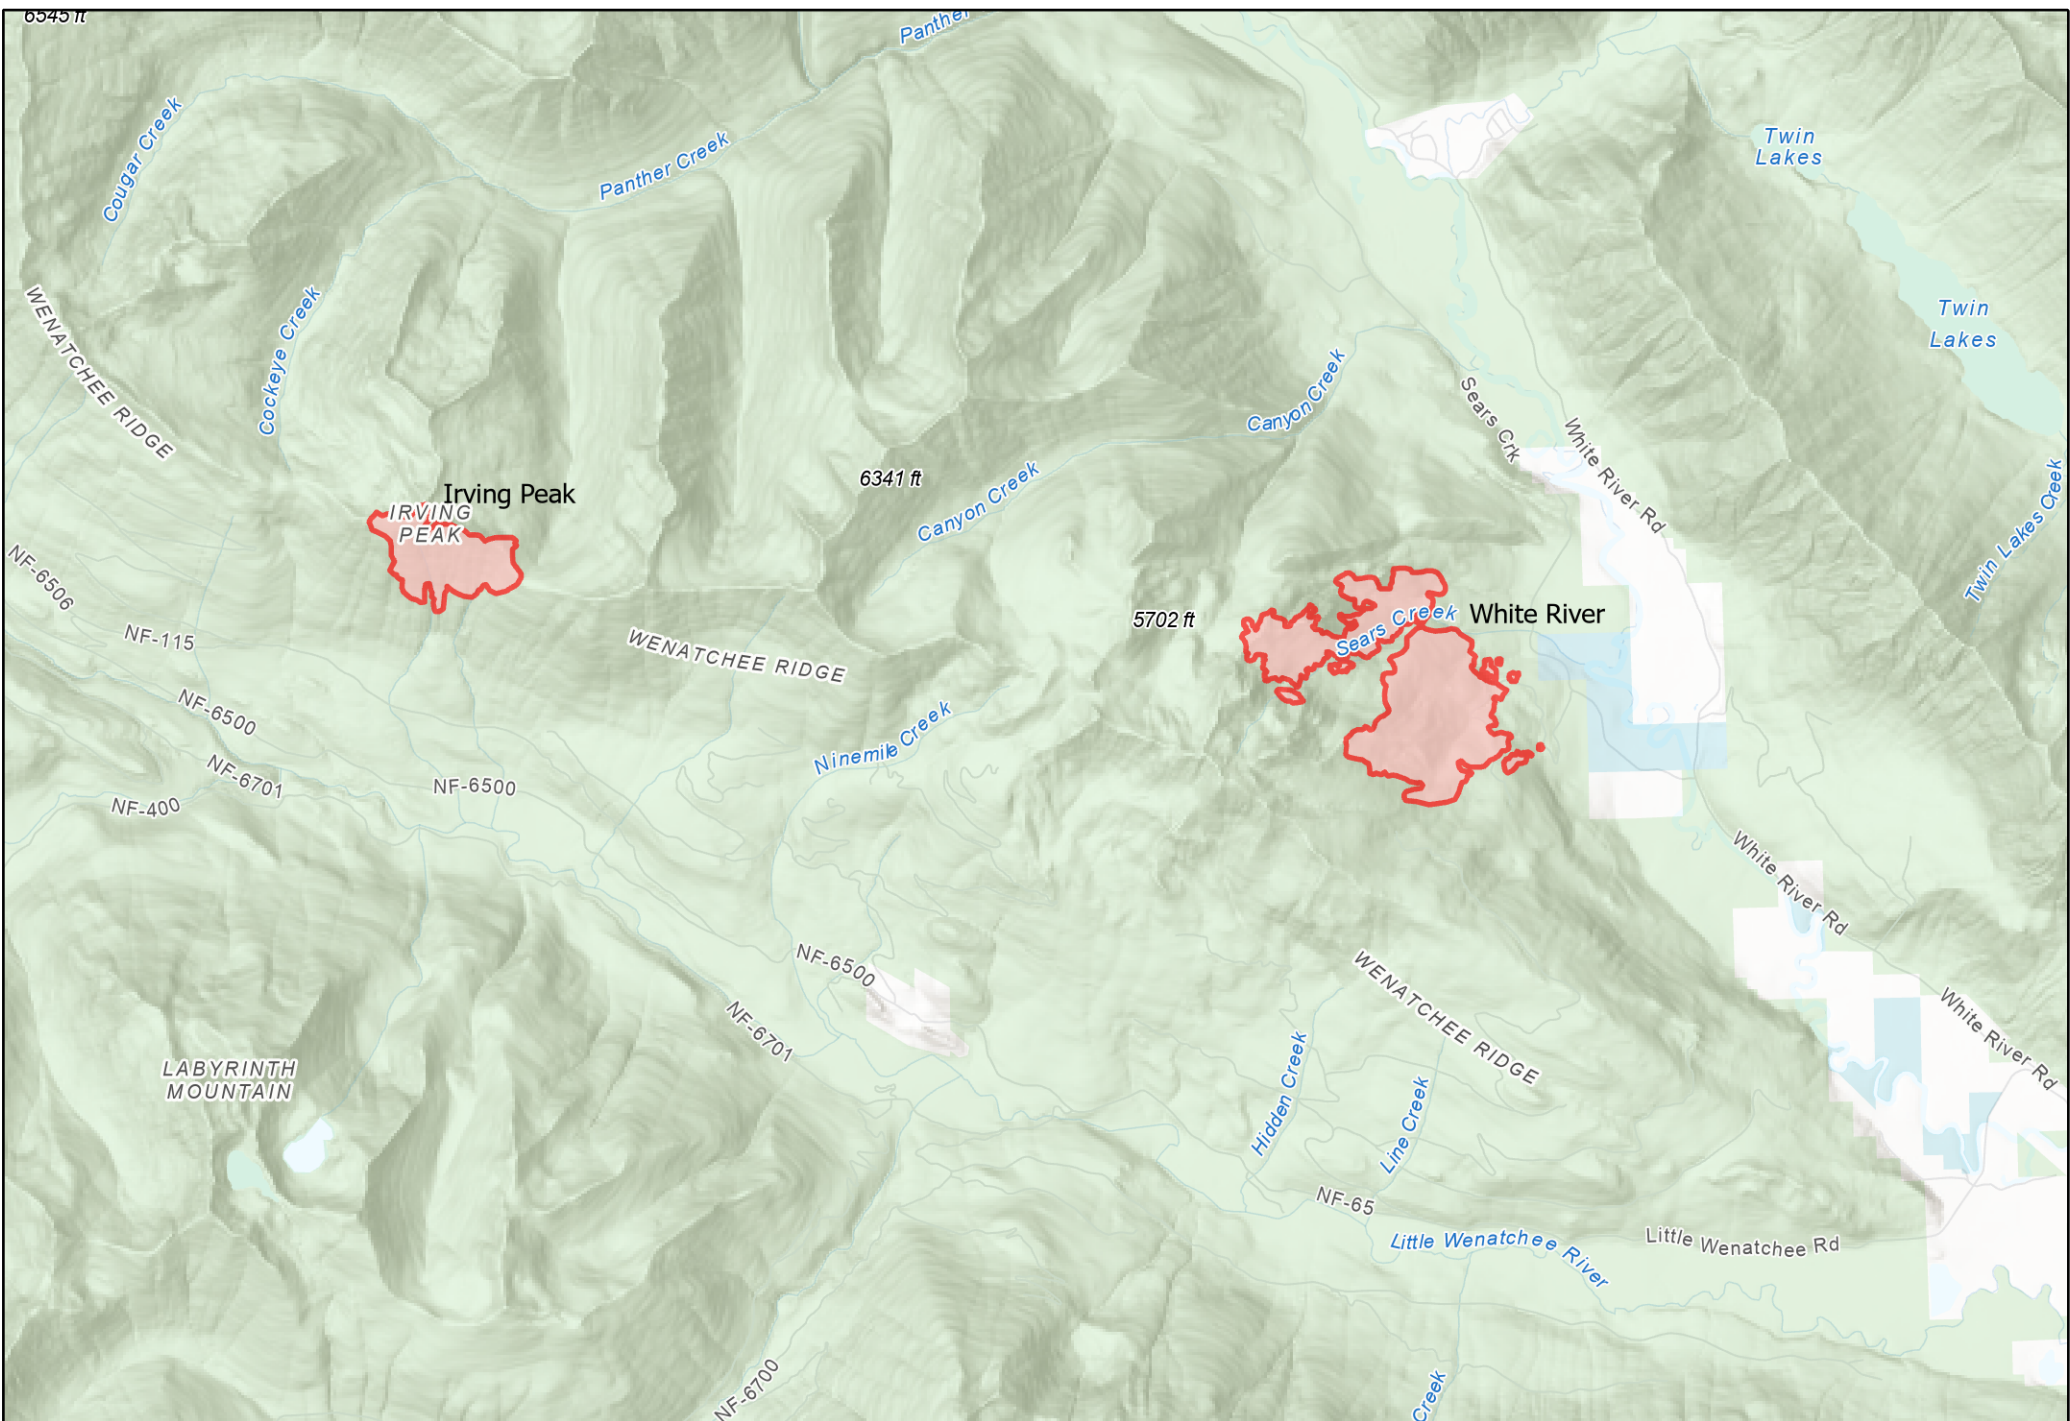 6545 ft
Panther
Cougar Creek
Panther Creek
Twin
Lakes
Twin
Lakes
WENATCHEE RIDGE
Cockeye Creek
Canyon Creek
Sears Crk
White River Rd
6341 ft
Canyon Creek
Twin Lakes Creek
Irving Peak
IRVING
PEAK
NF-6506
NF-115
5702 ft
Sears Creek
White River
WENATCHEE RIDGE
NF-6500
Ninemile Creek
NF-6701
NF-6500
NF-400
White River Rd
NF-6500
WENATCHEE RIDGE
White River Rd
NF-6701
LABYRINTH
MOUNTAIN
Hidden Creek
Line Creek
NF-65
Little Wenatchee River
Little Wenatchee Rd
NF-6700
Creek